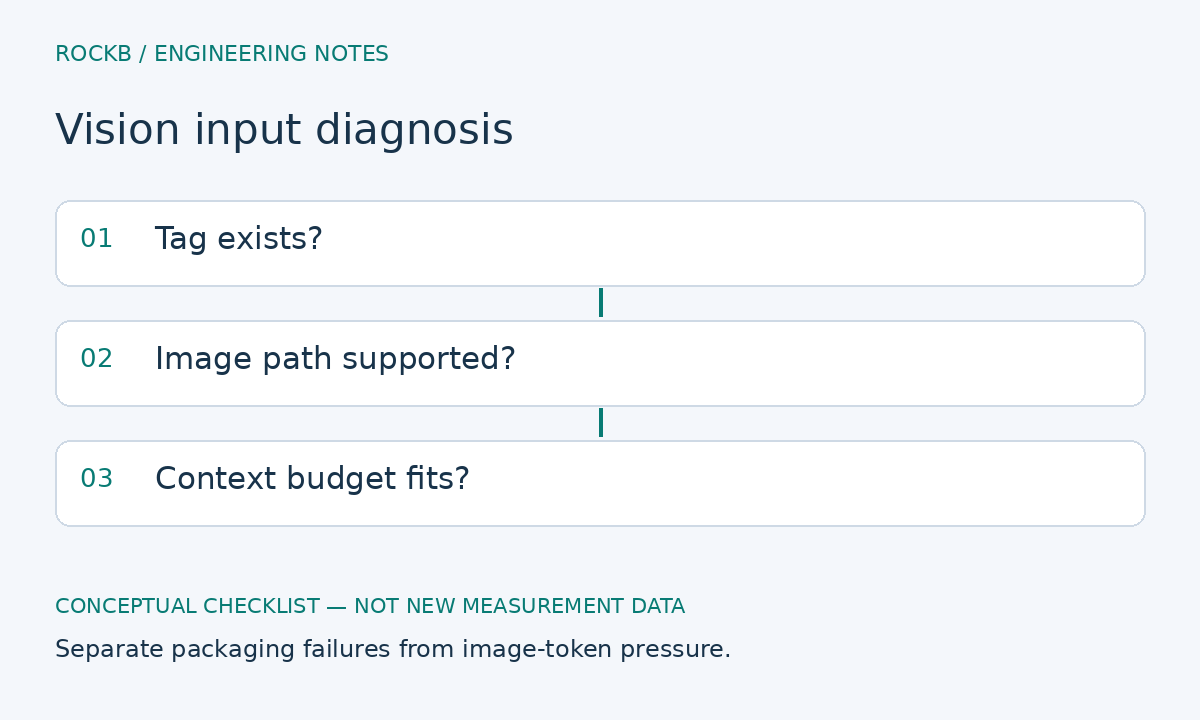 ROCKB / ENGINEERING NOTES
Vision input diagnosis
01 Tag exists?
02 Image path supported?
03 Context budget fits?
CONCEPTUAL CHECKLIST — NOT NEW MEASUREMENT DATA
Separate packaging failures from image-token pressure.